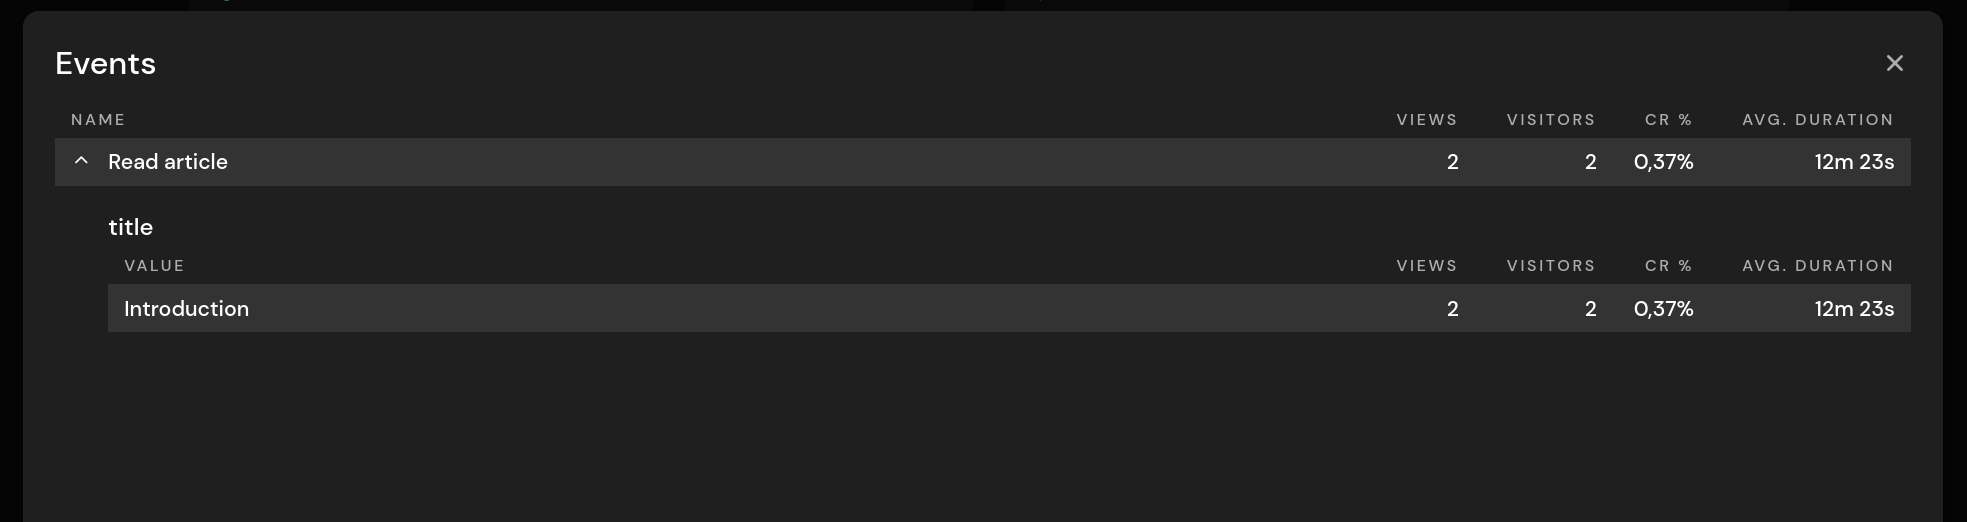 Events
NAME VIEWS VISITORS CR % AVG. DURATION
Read article 2 2 0,37% 12m 23s
title
VALUE VIEWS VISITORS CR % AVG. DURATION
Introduction 2 2 0,37% 12m 23s